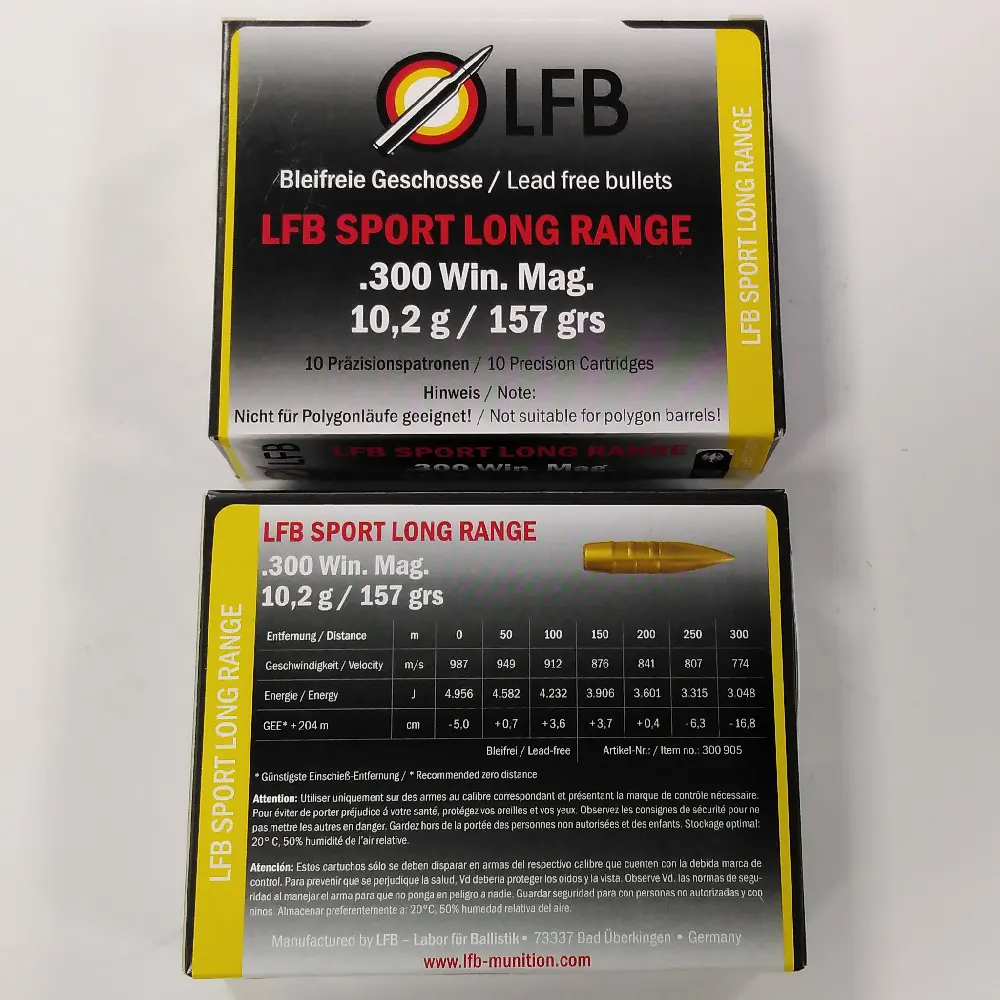 LFB
Bleifreie Geschosse / Lead free bullets
LFB SPORT LONG RANGE
.300 Win. Mag.
10,2 g / 157 grs
10 Präzisionspatronen / 10 Precision Cartridges
Hinweis / Note:
Nicht für Polygonläufe geeignet! / Not suitable for polygon barrels!
LFB SPORT LONG RANGE
LFB
LFB SPORT LONG RANGE
.300 Win. Mag.
LFB SPORT LONG RANGE
LFB SPORT LONG RANGE
.300 Win. Mag.
10,2 g / 157 grs
Entfernung / Distance m 0 50 100 150 200 250 300
Geschwindigkeit / Velocity m/s 987 949 912 876 841 807 774
Energie / Energy J 4.956 4.582 4.232 3.906 3.601 3.315 3.048
GEE* + 204 m cm -5,0 +0,7 +3,6 +3,7 +0,4 -6,3 -16,8
Bleifrei / Lead-free Artikel-Nr.: / Item no.: 300 905
* Günstigste Einschieß-Entfernung / * Recommended zero distance
Attention: Utiliser uniquement sur des armes au calibre correspondant et présentant la marque de contrôle nécessaire.
Pour éviter de porter préjudice á votre santé, protégez vos oreilles et vos yeux. Observez les consignes de sécurité pour ne
pas mettre les autres en danger. Gardez hors de la portée des personnes non autorisées et des enfants. Stockage optimal:
20° C, 50% humidité de l'air relative.
Atención: Estos cartuchos sólo se deben disparar en armas del respectivo calibre que cuenten con la debida marca de
control. Para prevenir que se perjudique la salud, Vd debería proteger los oidos y la vista. Observe Vd. las normas de segu-
ridad al manejar el arma para que no ponga en peligro a nadie. Guardar seguridad para con personas no autorizadas y con
ninos. Almacenar preferentemente a: 20°C, 50% humedad relativa del aire.
Manufactured by LFB – Labor für Ballistik • 73337 Bad Überkingen • Germany
www.lfb-munition.com